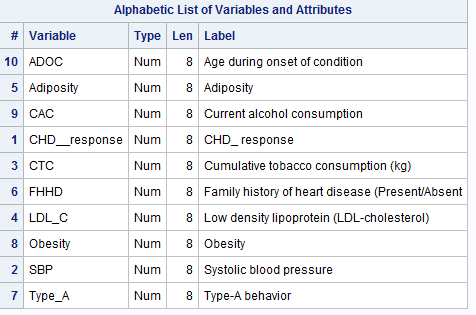 Alphabetic List of Variables and Attributes
# Variable Type Len Label
10 ADOC Num 8 Age during onset of condition
5 Adiposity Num 8 Adiposity
9 CAC Num 8 Current alcohol consumption
1 CHD__response Num 8 CHD_ response
3 CTC Num 8 Cumulative tobacco consumption (kg)
6 FHHD Num 8 Family history of heart disease (Present/Absent
4 LDL_C Num 8 Low density lipoprotein (LDL-cholesterol)
8 Obesity Num 8 Obesity
2 SBP Num 8 Systolic blood pressure
7 Type_A Num 8 Type-A behavior